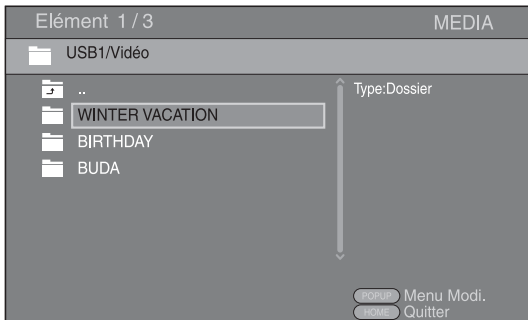 Elément 1/3
MEDIA
USB1/Vidéo
..
WINTER VACATION
BIRTHDAY
BUDA
Type:Dossier
POPUP Menu Modi.
HOME Quitter